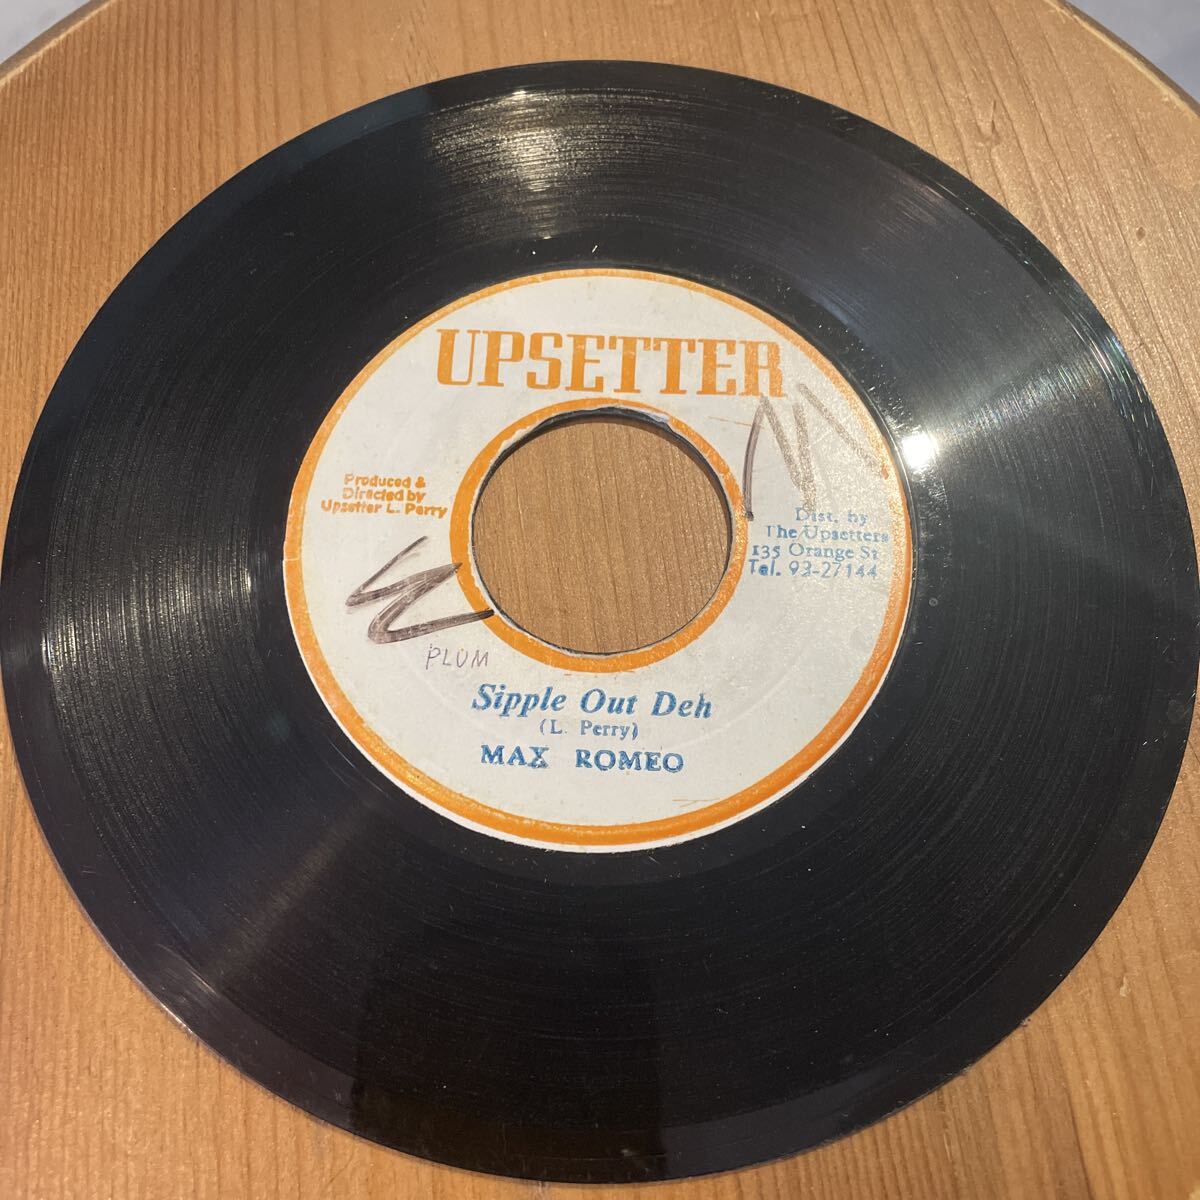 UPSETTER
Produced &
Directed by
Upsetter L. Perry
Dist. by
The Upsetters
135 Orange St
Tel. 93-27144
PLUM
Sipple Out Deh
(L. Perry)
MAX ROMEO